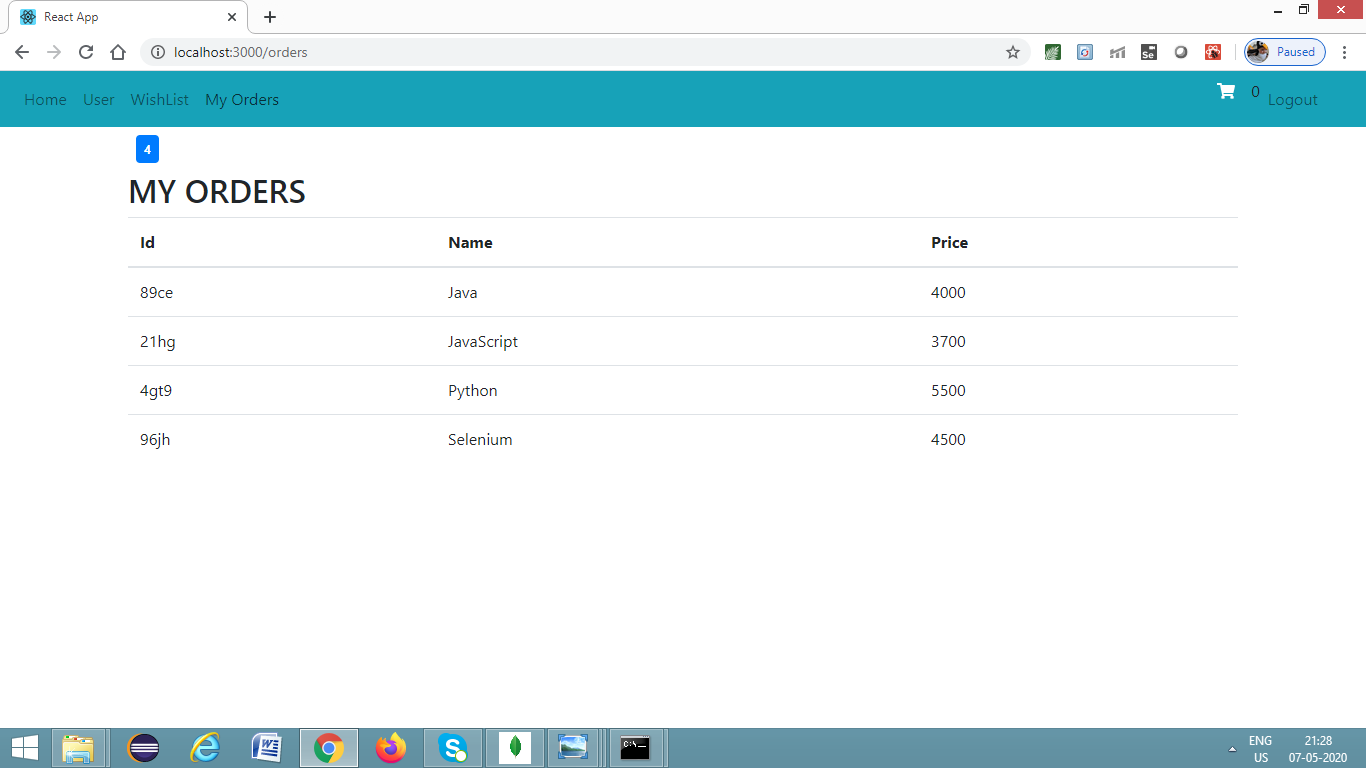 React App
localhost:3000/orders
Se
Paused
Home User WishList My Orders 0 Logout
4
MY ORDERS
Id Name Price
89ce Java 4000
21hg JavaScript 3700
4gt9 Python 5500
96jh Selenium 4500
C:\_
ENG 21:28
US 07-05-2020